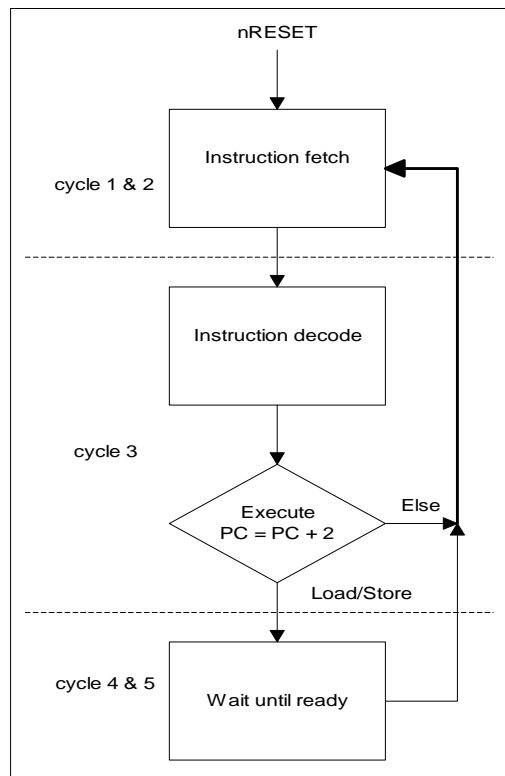 nRESET
Instruction fetch
cycle 1 & 2
Instruction decode
cycle 3
Execute
PC = PC + 2
Else
Load/Store
cycle 4 & 5
Wait until ready